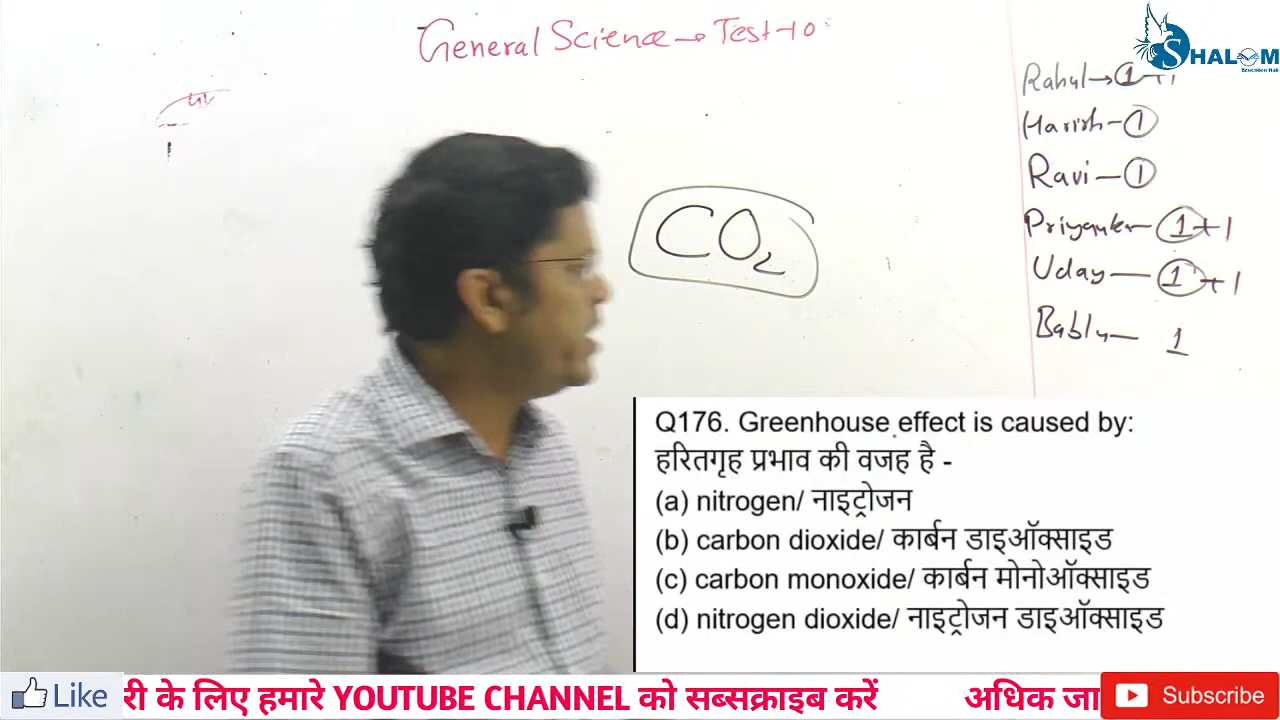 General Science → Test-10
SHALOM
Education Hub
Rahul → 1+1
Harish - 1
Ravi - 1
Priyanka - 1+1
Uday - 1+1
Bablu - 1
CO2
Q176. Greenhouse effect is caused by:
हरितगृह प्रभाव की वजह है -
(a) nitrogen/ नाइट्रोजन
(b) carbon dioxide/ कार्बन डाइऑक्साइड
(c) carbon monoxide/ कार्बन मोनोऑक्साइड
(d) nitrogen dioxide/ नाइट्रोजन डाइऑक्साइड
Like
री के लिए हमारे YOUTUBE CHANNEL को सब्सक्राइब करें अधिक जा
Subscribe